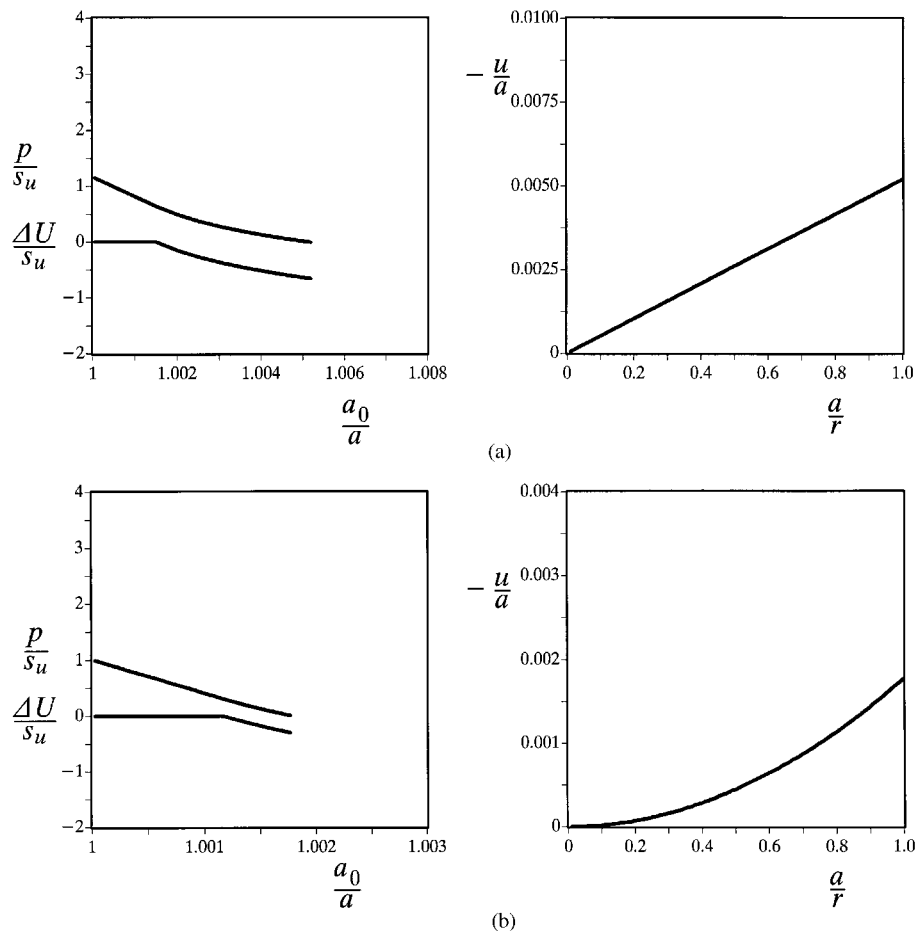 4
3
2
p/s_u 1
ΔU/s_u 0
−1
−2
1 1.002 1.004 1.006 1.008
a_0/a
0.0100
− u/a 0.0075
0.0050
0.0025
0
0 0.2 0.4 0.6 0.8 1.0
a/r
(a)
4
3
2
p/s_u 1
ΔU/s_u 0
−1
−2
1 1.001 1.002 1.003
a_0/a
0.004
− u/a 0.003
0.002
0.001
0
0 0.2 0.4 0.6 0.8 1.0
a/r
(b)